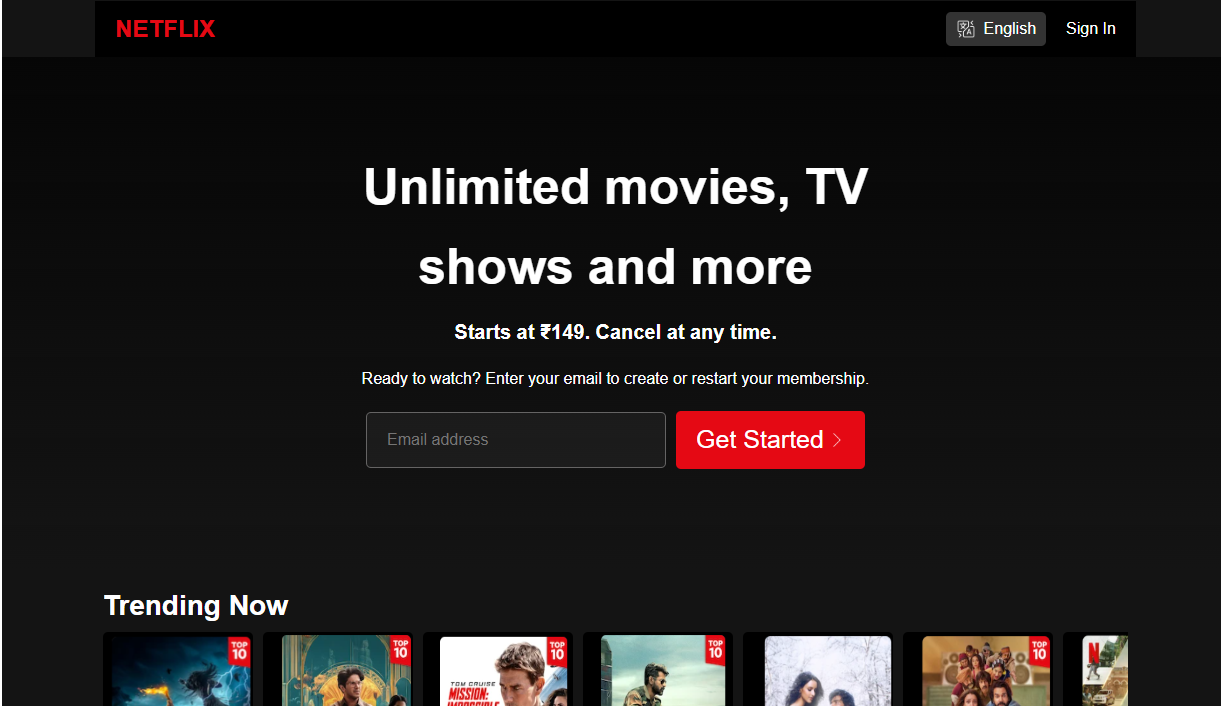 NETFLIX
English
Sign In
Unlimited movies, TV
shows and more
Starts at ₹149. Cancel at any time.
Ready to watch? Enter your email to create or restart your membership.
Email address
Get Started
Trending Now
TOP
10
TOP
10
TOP
10
TOP
10
TOP
10
TOM CRUISE
MISSION:
IMPOSSIBLE
N